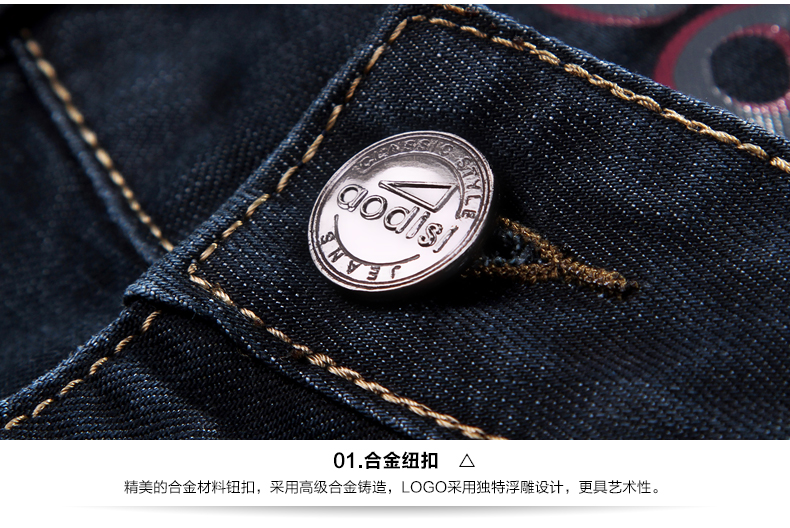 CLASSIC STYLE
aodisi
JEANS
01.合金纽扣 △
精美的合金材料钮扣，采用高级合金铸造，LOGO采用独特浮雕设计，更具艺术性。